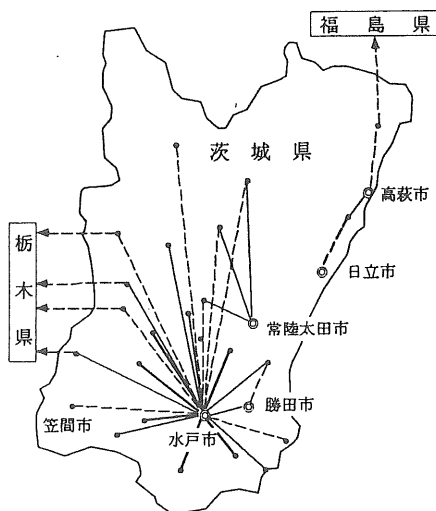 福島県
茨城県
高萩市
栃木県
日立市
常陸太田市
勝田市
笠間市
水戸市